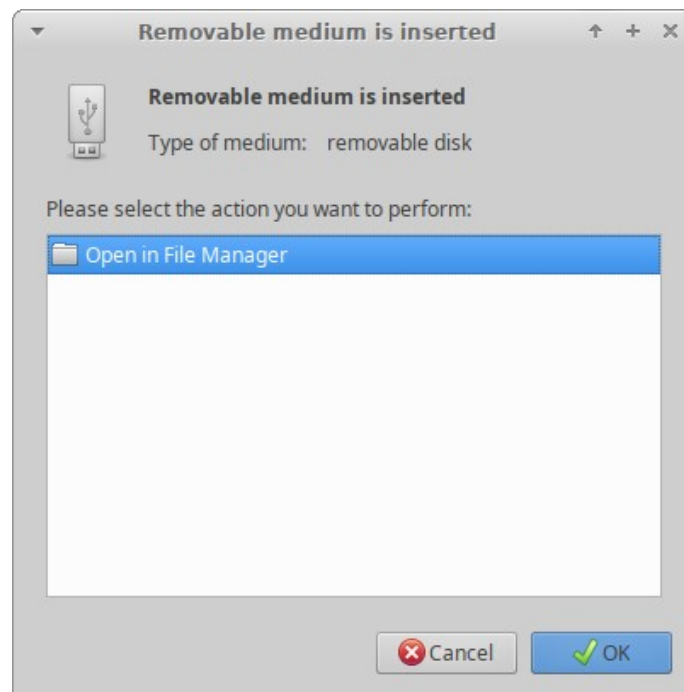 Removable medium is inserted
Removable medium is inserted
Type of medium: removable disk
Please select the action you want to perform:
Open in File Manager
Cancel OK